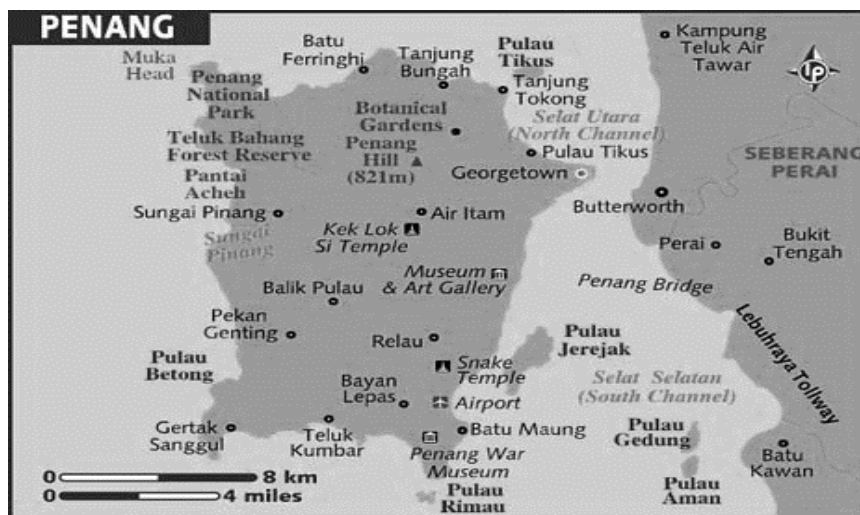 PENANG
Muka
Head
Batu
Ferringhi
Tanjung
Bungah
Pulau
Tikus
Kampung
Teluk Air
Tawar
LP
Penang
National
Park
Tanjung
Tokong
Botanical
Gardens
Selat Utara
(North Channel)
Teluk Bahang
Forest Reserve
Penang
Hill
(821m)
Pulau Tikus
SEBERANG
PERAI
Pantai
Acheh
Georgetown
Butterworth
Sungai Pinang
Air Itam
Sungai
Pinang
Kek Lok
Si Temple
Perai
Bukit
Tengah
Museum
& Art Gallery
Penang Bridge
Balik Pulau
Pekan
Genting
Relau
Pulau
Jerejak
Lebuhraya Tollway
Pulau
Betong
Snake
Temple
Selat Selatan
(South Channel)
Bayan
Lepas
Airport
Gertak
Sanggul
Teluk
Kumbar
Batu Maung
Pulau
Gedung
Batu
Kawan
Penang War
Museum
Pulau
Aman
Pulau
Rimau
0 8 km
0 4 miles